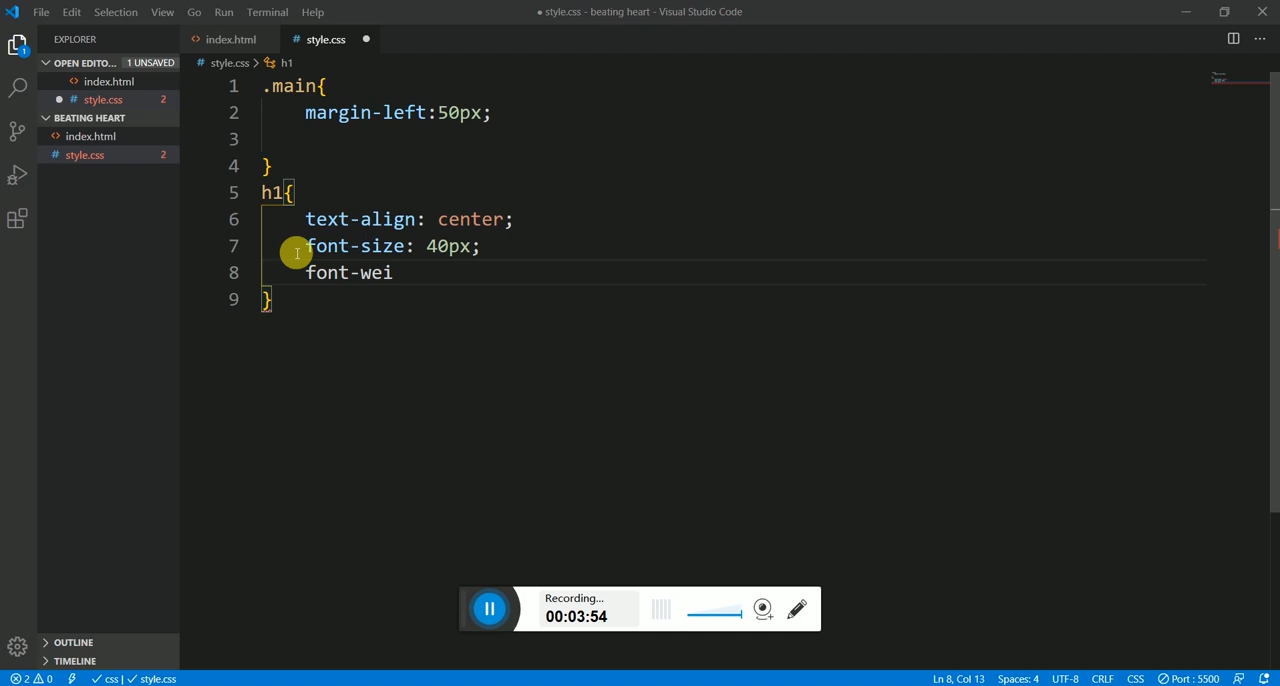 File Edit Selection View Go Run Terminal Help
● style.css - beating heart - Visual Studio Code
EXPLORER
index.html
style.css
OPEN EDITO... 1 UNSAVED
index.html
style.css 2
BEATING HEART
index.html
style.css 2
style.css > h1
1 .main{
2 margin-left:50px;
3
4 }
5 h1{
6 text-align: center;
7 font-size: 40px;
8 font-wei
9 }
1
Recording...
00:03:54
OUTLINE
TIMELINE
2 0 css | style.css
Ln 8, Col 13 Spaces: 4 UTF-8 CRLF CSS Port : 5500